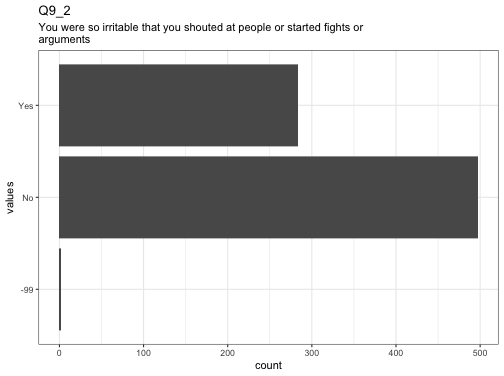 Q9_2
You were so irritable that you shouted at people or started fights or
arguments
values
Yes
No
-99
0 100 200 300 400 500
count